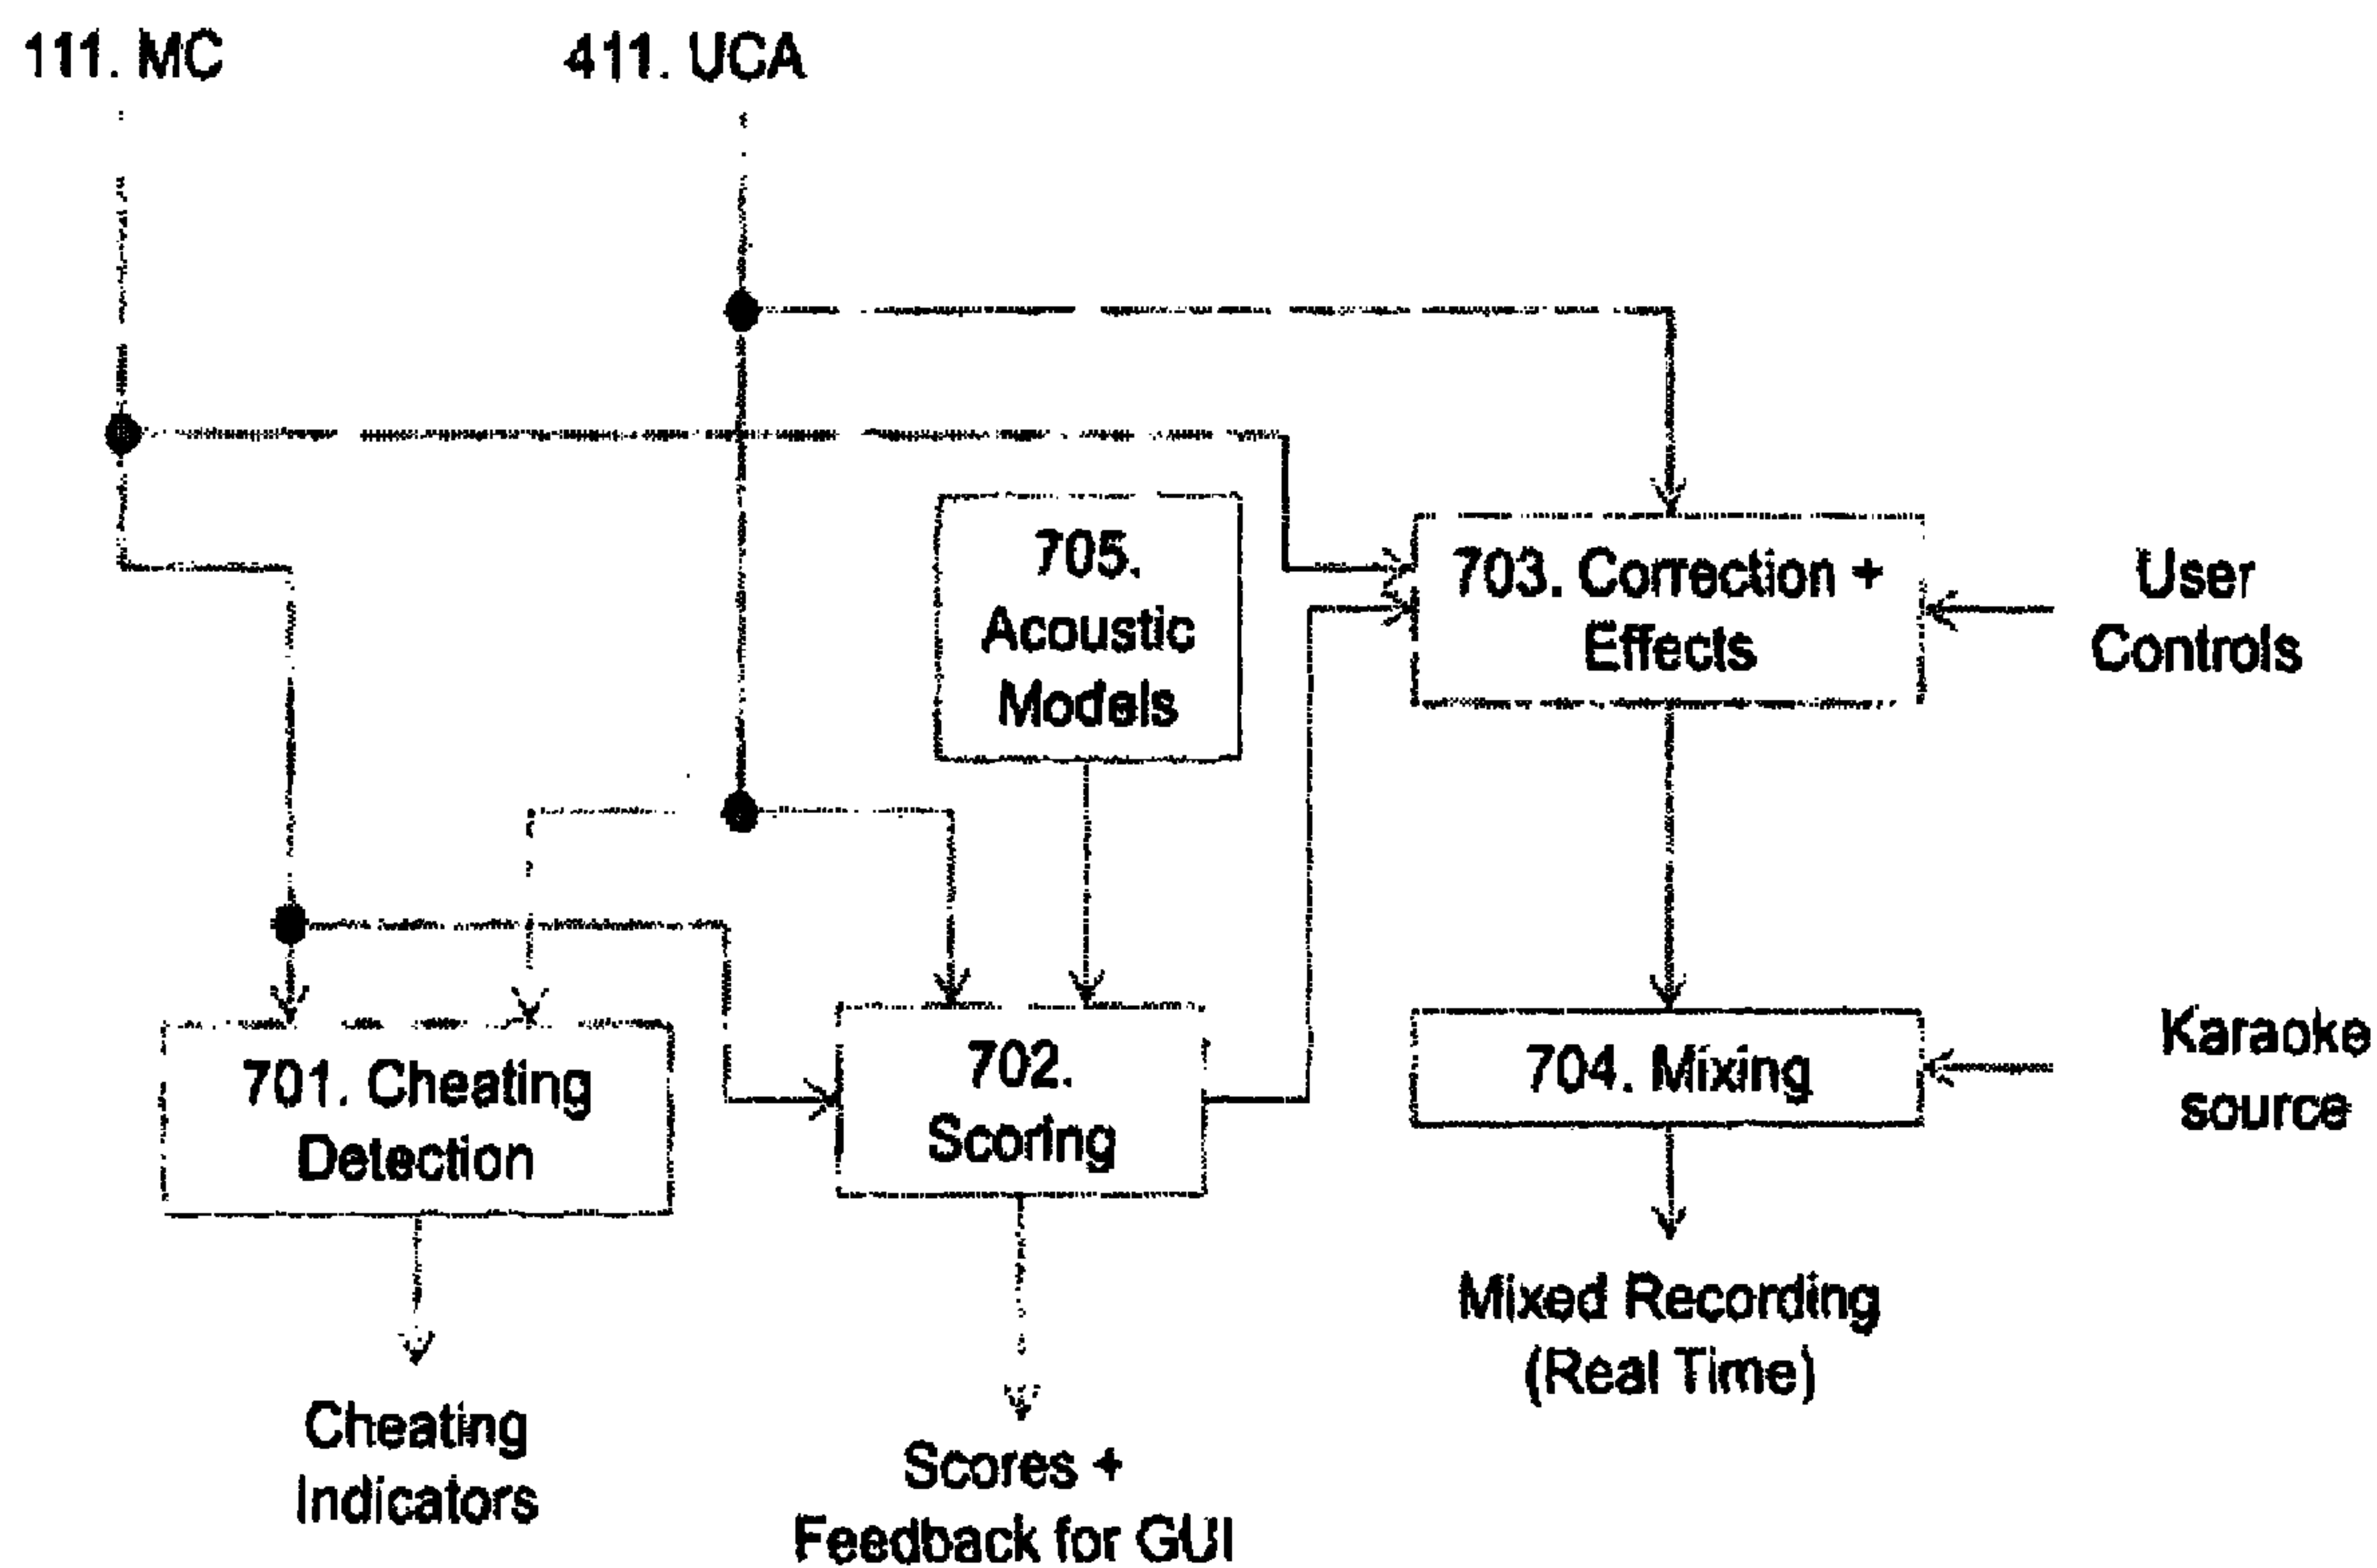 111. MC
411. UCA
705.
Acoustic
Models
703. Correction +
Effects
User
Controls
701. Cheating
Detection
702.
Scoring
704. Mixing
Karaoke
source
Mixed Recording
(Real Time)
Cheating
Indicators
Scores +
Feedback for GUI